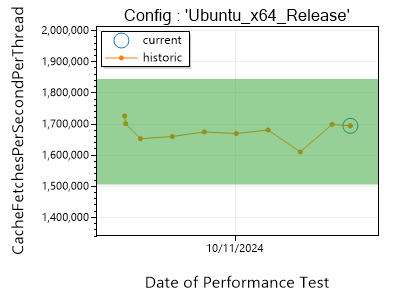 Config : 'Ubuntu_x64_Release'
CacheFetchesPerSecondPerThread
2,000,000
1,900,000
1,800,000
1,700,000
1,600,000
1,500,000
1,400,000
current
historic
10/11/2024
Date of Performance Test